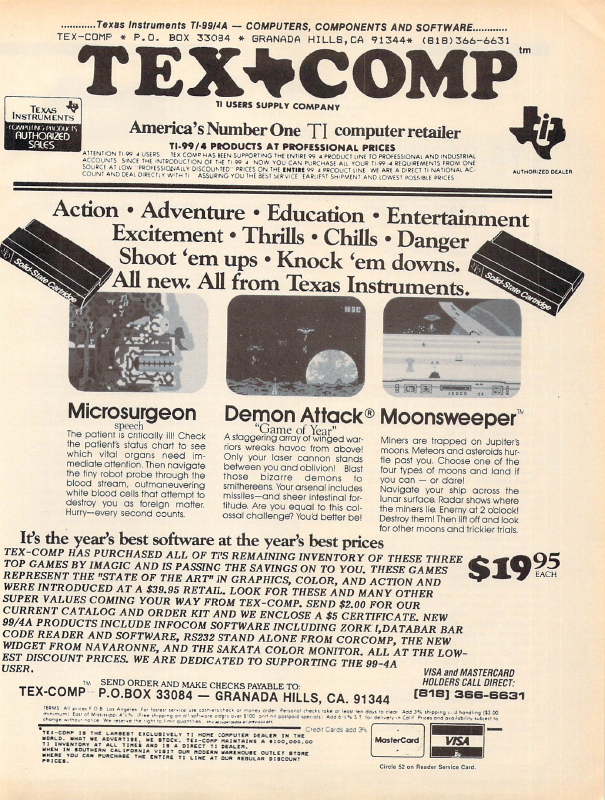 ............Texas Instruments TI-99/4A — COMPUTERS, COMPONENTS AND SOFTWARE............
TEX-COMP * P.O. BOX 33084 * GRANADA HILLS,CA 91344* (818)366-6631
TEX COMP tm
TI USERS SUPPLY COMPANY
TEXAS INSTRUMENTS
COMPUTING PRODUCTS
AUTHORIZED SALES
America's Number One TI computer retailer
TI-99/4 PRODUCTS AT PROFESSIONAL PRICES
ATTENTION TI 99 4 USERS TEX COMP HAS BEEN SUPPORTING THE ENTIRE 99 4 PRODUCT LINE TO PROFESSIONAL AND INDUSTRIAL
ACCOUNTS SINCE THE INTRODUCTION OF THE TI-99 4 NOW YOU CAN PURCHASE ALL YOUR TI-99 4 REQUIREMENTS FROM ONE
SOURCE AT LOW "PROFESSIONALLY DISCOUNTED" PRICES ON THE ENTIRE 99 4 PRODUCT LINE WE ARE A DIRECT TI NATIONAL AC-
COUNT AND DEAL DIRECTLY WITH TI ASSURING YOU THE BEST SERVICE EARLIEST SHIPMENT AND LOWEST POSSIBLE PRICES
AUTHORIZED DEALER
Action • Adventure • Education • Entertainment
Excitement • Thrills • Chills • Danger
Shoot 'em ups • Knock 'em downs.
All new. All from Texas Instruments.
Solid-State Cartridge
Solid-State Cartridge
Microsurgeon
speech
The patient is critically ill! Check
the patient's status chart to see
which vital organs need im-
mediate attention. Then navigate
the tiny robot probe through the
blood stream, outmaneuvering
white blood cells that attempt to
destroy you as foreign matter.
Hurry—every second counts.
Demon Attack®
"Game of Year"
A staggering array of winged war-
riors wreaks havoc from above!
Only your laser cannon stands
between you and oblivion! Blast
those bizarre demons to
smithereens. Your arsenal includes
missiles—and sheer intestinal for-
titude. Are you equal to this col-
ossal challenge? You'd better be!
Moonsweeper™
Miners are trapped on Jupiter's
moons. Meteors and asteroids hur-
tle past you. Choose one of the
four types of moons and land if
you can — or dare!
Navigate your ship across the
lunar surface. Radar shows where
the miners lie. Enemy at 2 o'clock!
Destroy them! Then lift off and look
for other moons and trickier trials.
It's the year's best software at the year's best prices
TEX-COMP HAS PURCHASED ALL OF TI'S REMAINING INVENTORY OF THESE THREE
TOP GAMES BY IMAGIC AND IS PASSING THE SAVINGS ON TO YOU. THESE GAMES
REPRESENT THE "STATE OF THE ART" IN GRAPHICS, COLOR, AND ACTION AND
WERE INTRODUCED AT A $39.95 RETAIL. LOOK FOR THESE AND MANY OTHER
SUPER VALUES COMING YOUR WAY FROM TEX-COMP. SEND $2.00 FOR OUR
CURRENT CATALOG AND ORDER KIT AND WE ENCLOSE A $5 CERTIFICATE. NEW
99/4A PRODUCTS INCLUDE INFOCOM SOFTWARE INCLUDING ZORK I,DATABAR BAR
CODE READER AND SOFTWARE, RS232 STAND ALONE FROM CORCOMP, THE NEW
WIDGET FROM NAVARONNE, AND THE SAKATA COLOR MONITOR. ALL AT THE LOW-
EST DISCOUNT PRICES. WE ARE DEDICATED TO SUPPORTING THE 99-4A
USER.
$19 95 EACH
VISA and MASTERCARD
HOLDERS CALL DIRECT:
(818) 366-6631
SEND ORDER AND MAKE CHECKS PAYABLE TO:
TEX-COMP™ P.O.BOX 33084 — GRANADA HILLS, CA. 91344
TERMS: All prices F.O.B. Los Angeles. For fastest service use cashiers check or money order. Personal checks take at least ten days to clear. Add 3% shipping and handling ($3.00
minimum). East of Mississippi 4½%. (Free shipping on all software orders over $100
change without notice. We reserve the right to limit quantities.
Credit Cards add 3%
TEX-COMP IS THE LARGEST EXCLUSIVELY TI HOME COMPUTER DEALER IN THE
WORLD. WHAT WE ADVERTISE, WE STOCK. TEX-COMP MAINTAINS A $100,000.00
TI INVENTORY AT ALL TIMES AND IS A DIRECT TI DEALER.
WHEN IN SOUTHERN CALIFORNIA VISIT OUR MODERN WAREHOUSE OUTLET STORE
WHERE YOU CAN PURCHASE THE ENTIRE TI LINE AT OUR REGULAR DISCOUNT
PRICES.
MasterCard
VISA
Circle 52 on Reader Service Card.